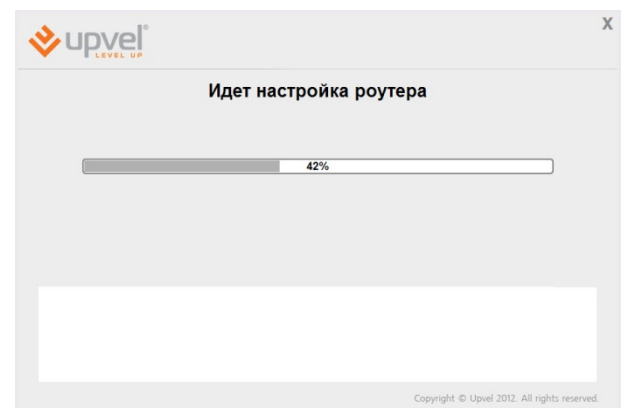 upvel®
LEVEL UP
X
Идет настройка роутера
42%
Copyright © Upvel 2012. All rights reserved.